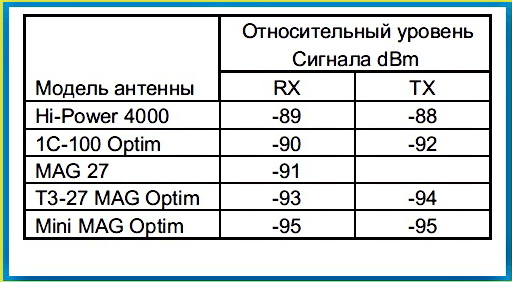 Относительный уровень
Сигнала dBm
Модель антенны RX TX
Hi-Power 4000 -89 -88
1C-100 Optim -90 -92
MAG 27 -91
T3-27 MAG Optim -93 -94
Mini MAG Optim -95 -95